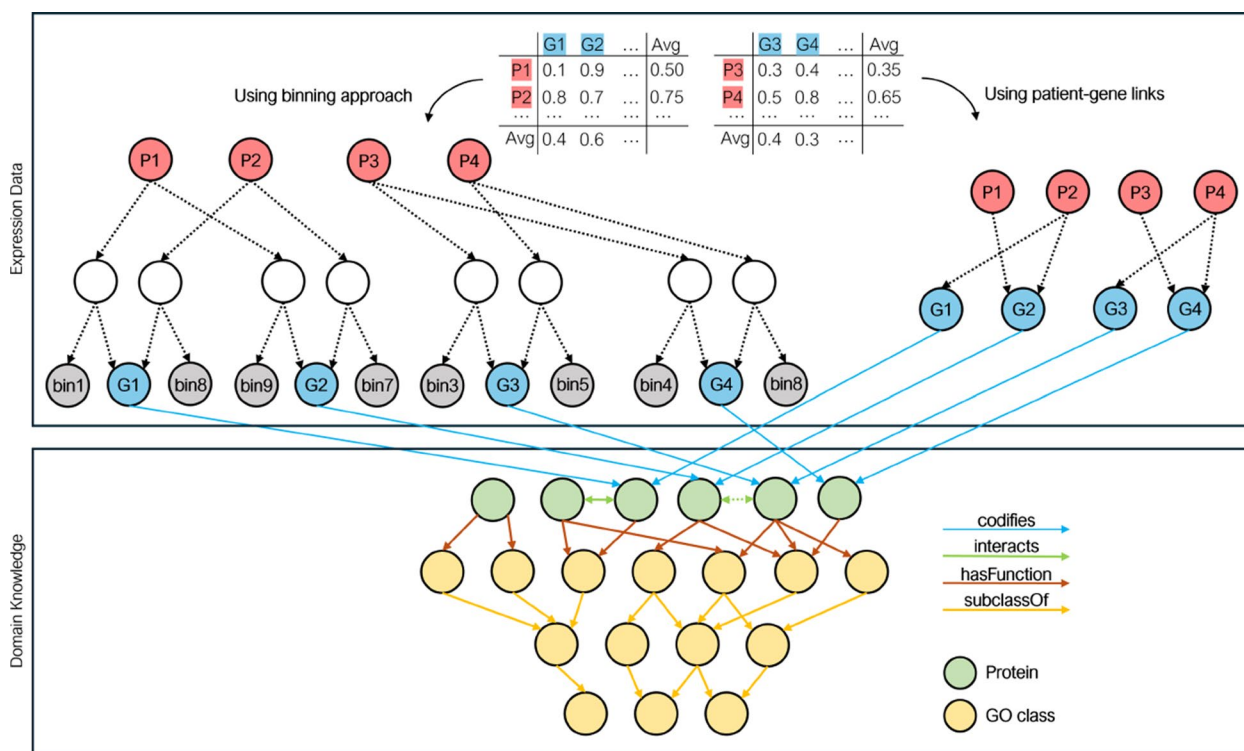 G1 G2 ... Avg
P1 0.1 0.9 ... 0.50
P2 0.8 0.7 ... 0.75
... ... ... ...
Avg 0.4 0.6 ...
G3 G4 ... Avg
P3 0.3 0.4 ... 0.35
P4 0.5 0.8 ... 0.65
... ... ... ...
Avg 0.4 0.3 ...
Using binning approach
Using patient-gene links
Expression Data
P1 P2 P3 P4
P1 P2 P3 P4
G1 G2 G3 G4
bin1 G1 bin8 bin9 G2 bin7 bin3 G3 bin5 bin4 G4 bin8
Domain Knowledge
codifies
interacts
hasFunction
subclassOf
Protein
GO class